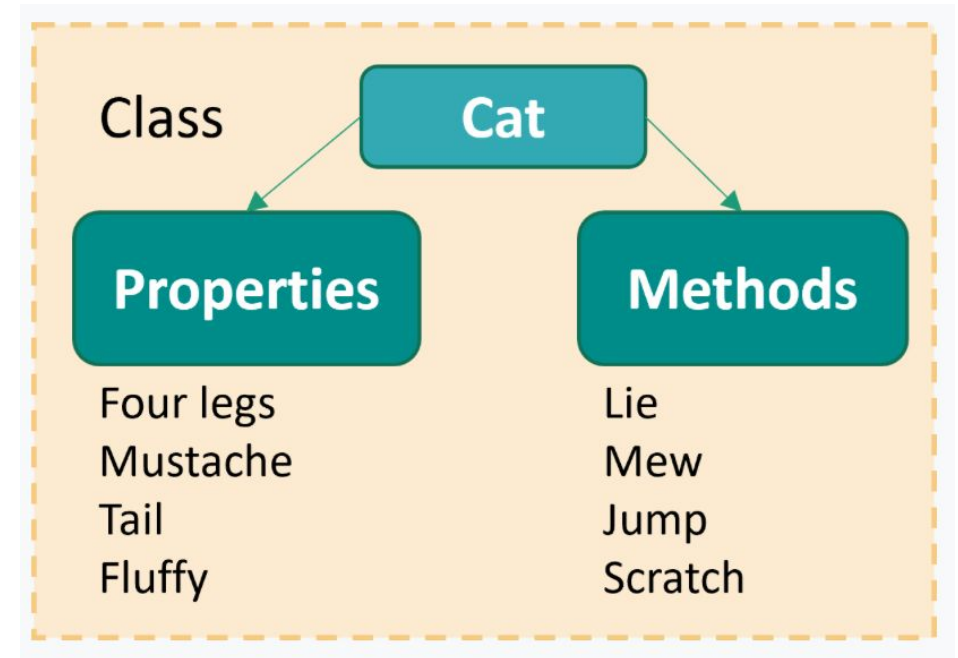 Class
Cat
Properties
Methods
Four legs
Mustache
Tail
Fluffy
Lie
Mew
Jump
Scratch